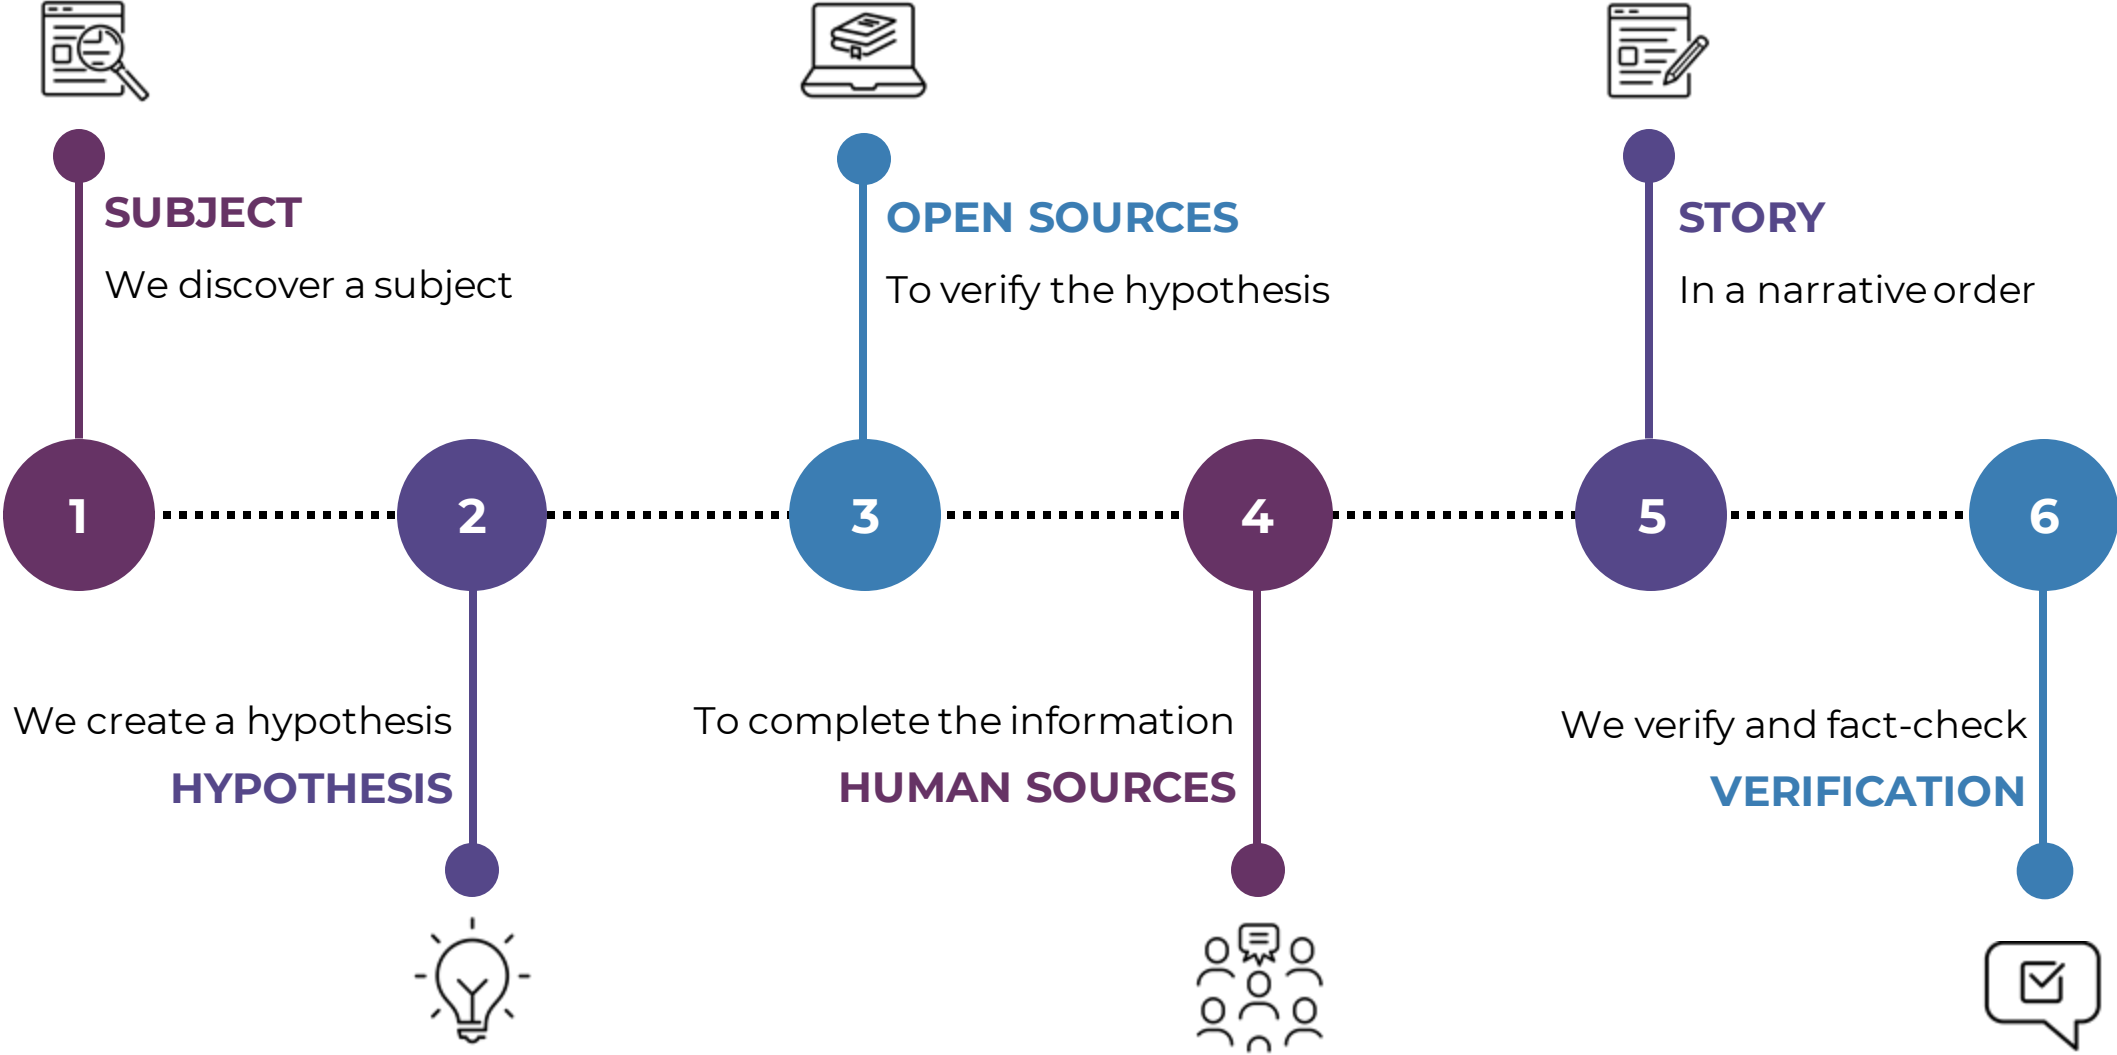 SUBJECT
We discover a subject
OPEN SOURCES
To verify the hypothesis
STORY
In a narrative order
1
2
3
4
5
6
We create a hypothesis
HYPOTHESIS
To complete the information
HUMAN SOURCES
We verify and fact-check
VERIFICATION